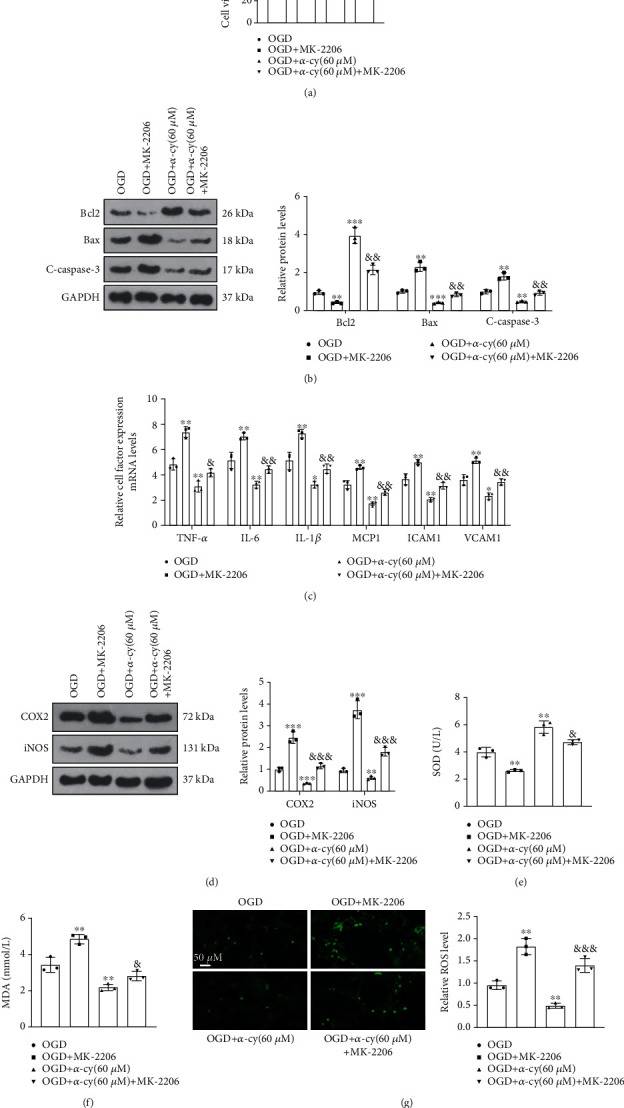 20
Cell vi
OGD
OGD+MK-2206
OGD+α-cy(60 μM)
OGD+α-cy(60 μM)+MK-2206
(a)
OGD
OGD+MK-2206
OGD+α-cy(60 μM)
OGD+α-cy(60 μM)
+MK-2206
Bcl2
26 kDa
Bax
18 kDa
C-caspase-3
17 kDa
GAPDH
37 kDa
Relative protein levels
6
4
2
0
**
***
&&
**
***
&&
**
**
&&
Bcl2
Bax
C-caspase-3
OGD
OGD+MK-2206
OGD+α-cy(60 μM)
OGD+α-cy(60 μM)+MK-2206
(b)
Relative cell factor expression
mRNA levels
10
8
6
4
2
0
**
**
&
**
**
&&
**
*
&&
**
**
&&
**
**
&&
**
*
&&
TNF-α
IL-6
IL-1β
MCP1
ICAM1
VCAM1
OGD
OGD+MK-2206
OGD+α-cy(60 μM)
OGD+α-cy(60 μM)+MK-2206
(c)
OGD
OGD+MK-2206
OGD+α-cy(60 μM)
OGD+α-cy(60 μM)
+MK-2206
COX2
72 kDa
iNOS
131 kDa
GAPDH
37 kDa
Relative protein levels
5
4
3
2
1
0
***
***
&&&
***
**
&&&
COX2
iNOS
OGD
OGD+MK-2206
OGD+α-cy(60 μM)
OGD+α-cy(60 μM)+MK-2206
(d)
SOD (U/L)
8
6
4
2
0
**
**
&
OGD
OGD+MK-2206
OGD+α-cy(60 μM)
OGD+α-cy(60 μM)+MK-2206
(e)
MDA (mmol/L)
6
4
2
0
**
**
&
OGD
OGD+MK-2206
OGD+α-cy(60 μM)
OGD+α-cy(60 μM)+MK-2206
(f)
OGD
OGD+MK-2206
50 μM
OGD+α-cy(60 μM)
OGD+α-cy(60 μM)
+MK-2206
Relative ROS level
2.5
2.0
1.5
1.0
0.5
0.0
**
**
&&&
OGD
OGD+MK-2206
OGD+α-cy(60 μM)
OGD+α-cy(60 μM)+MK-2206
(g)